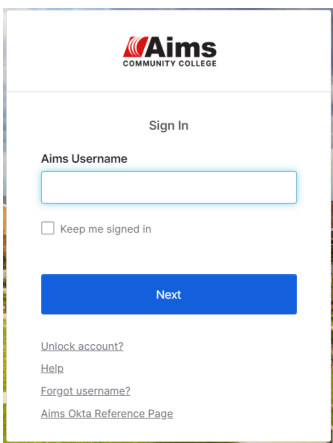 Aims
COMMUNITY COLLEGE
Sign In
Aims Username
Keep me signed in
Next
Unlock account?
Help
Forgot username?
Aims Okta Reference Page